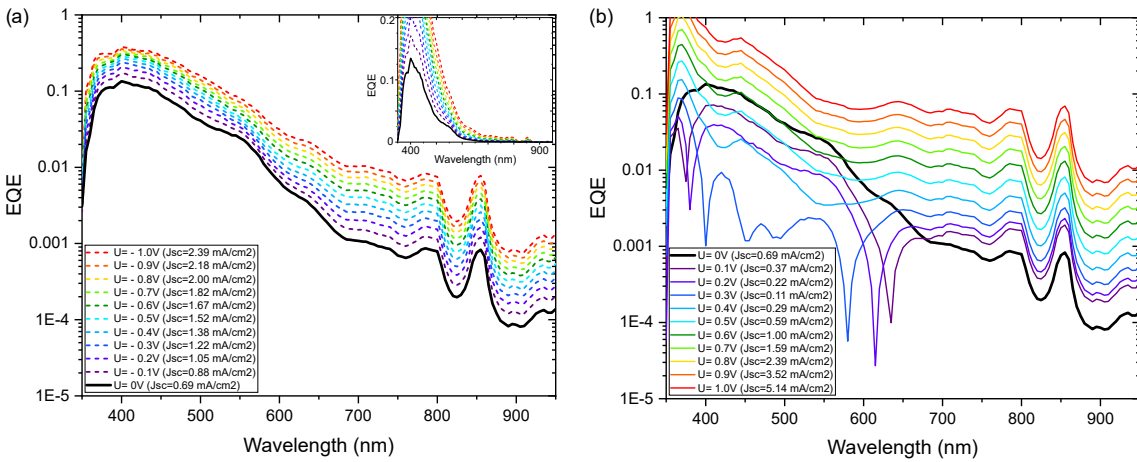 (a)
EQE
1
0.1
0.01
0.001
1E-4
1E-5
400
500
600
700
800
900
Wavelength (nm)
U= - 1.0V (Jsc=2.39 mA/cm2)
U= - 0.9V (Jsc=2.18 mA/cm2)
U= - 0.8V (Jsc=2.00 mA/cm2)
U= - 0.7V (Jsc=1.82 mA/cm2)
U= - 0.6V (Jsc=1.67 mA/cm2)
U= - 0.5V (Jsc=1.52 mA/cm2)
U= - 0.4V (Jsc=1.38 mA/cm2)
U= - 0.3V (Jsc=1.22 mA/cm2)
U= - 0.2V (Jsc=1.05 mA/cm2)
U= - 0.1V (Jsc=0.88 mA/cm2)
U= 0V (Jsc=0.69 mA/cm2)
EQE
0.2
0.1
0
400
600
900
Wavelength (nm)
(b)
EQE
1
0.1
0.01
0.001
1E-4
1E-5
400
500
600
700
800
900
Wavelength (nm)
U= 0V (Jsc=0.69 mA/cm2)
U= 0.1V (Jsc=0.37 mA/cm2)
U= 0.2V (Jsc=0.22 mA/cm2)
U= 0.3V (Jsc=0.11 mA/cm2)
U= 0.4V (Jsc=0.29 mA/cm2)
U= 0.5V (Jsc=0.59 mA/cm2)
U= 0.6V (Jsc=1.00 mA/cm2)
U= 0.7V (Jsc=1.59 mA/cm2)
U= 0.8V (Jsc=2.39 mA/cm2)
U= 0.9V (Jsc=3.52 mA/cm2)
U= 1.0V (Jsc=5.14 mA/cm2)